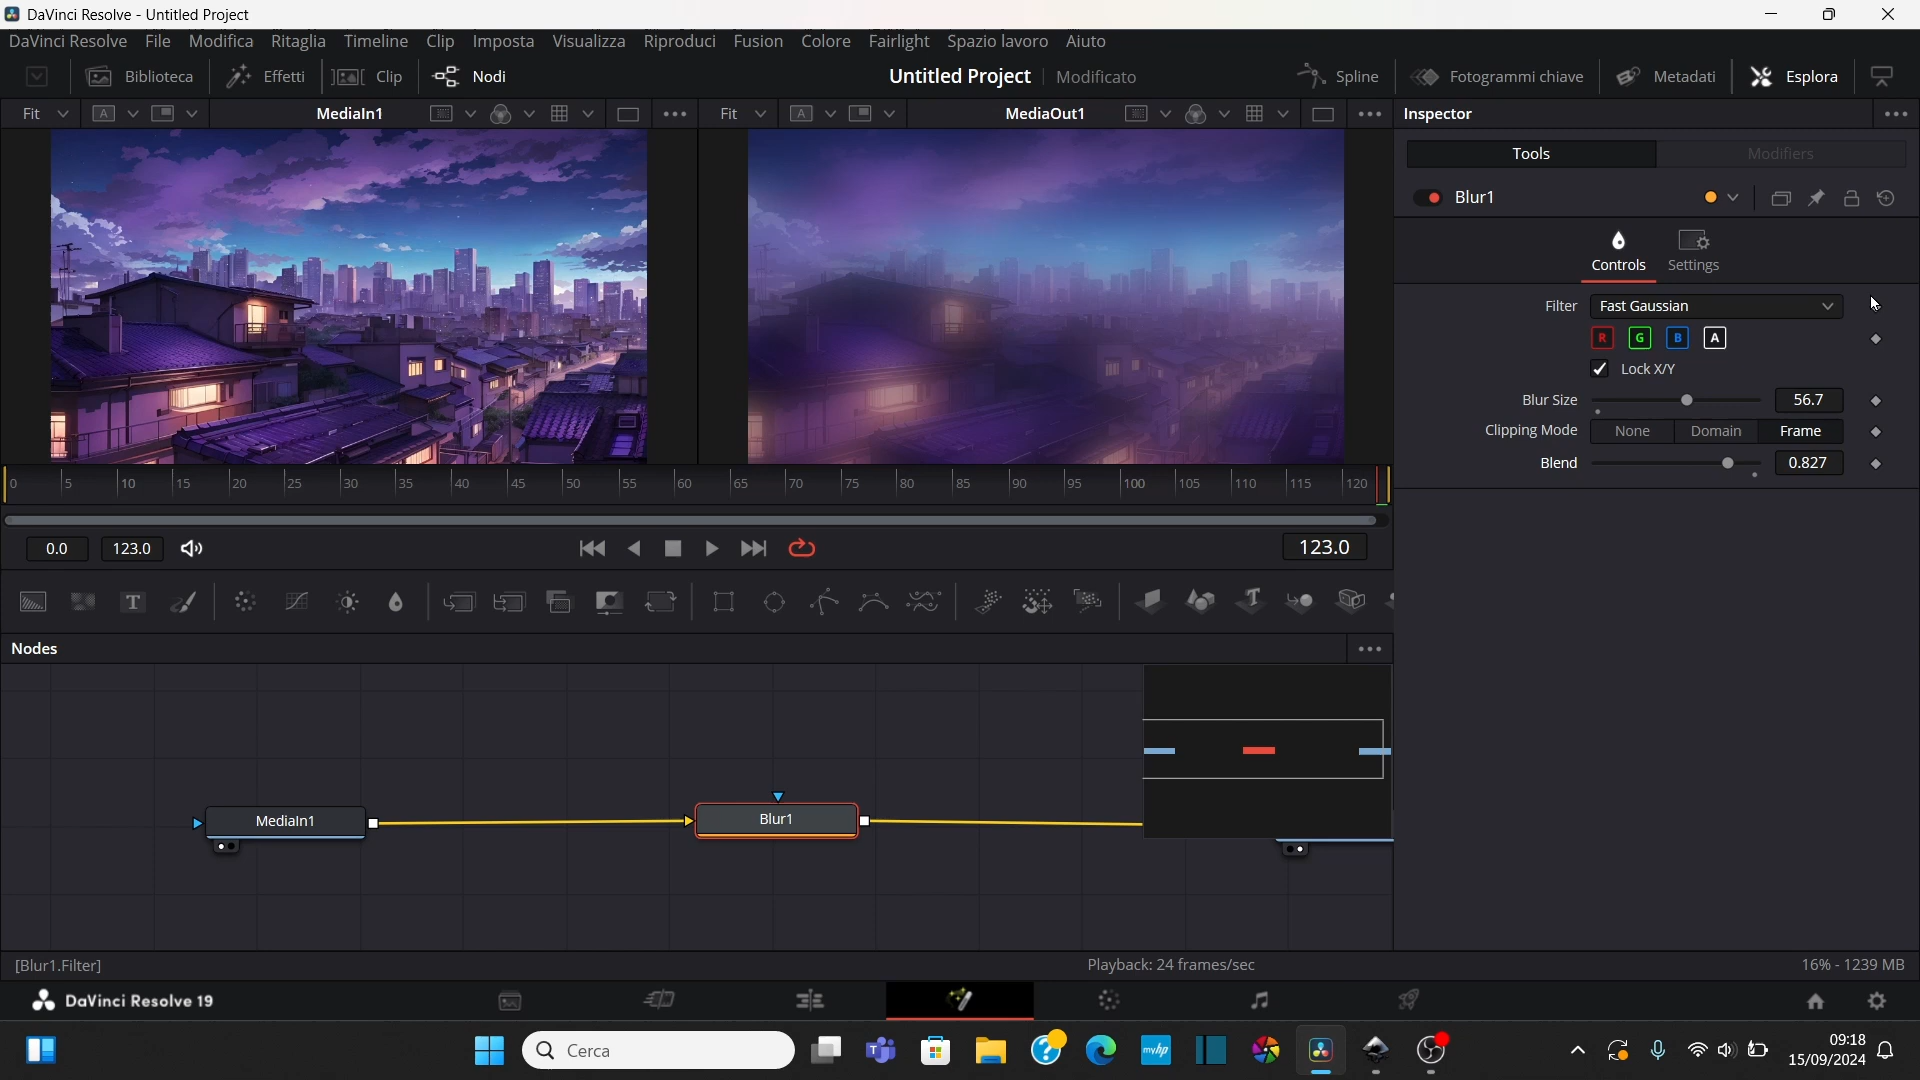 DaVinci Resolve - Untitled Project
DaVinci Resolve File Modifica Ritaglia Timeline Clip Imposta Visualizza Riproduci Fusion Colore Fairlight Spazio lavoro Aiuto
Biblioteca Effetti Clip Nodi Untitled Project Modificato Spline Fotogrammi chiave Metadati Esplora
Fit A MediaIn1 Fit A MediaOut1 Inspector
Tools Modifiers
Blur1
Controls Settings
Filter Fast Gaussian
R G B A
Lock X/Y
Blur Size 56.7
Clipping Mode None Domain Frame
Blend 0.827
0 5 10 15 20 25 30 35 40 45 50 55 60 65 70 75 80 85 90 95 100 105 110 115 120
0.0 123.0 123.0
T T
Nodes
MediaIn1 Blur1
[Blur1.Filter] Playback: 24 frames/sec 16% - 1239 MB
DaVinci Resolve 19
Cerca myhp 09:18
15/09/2024